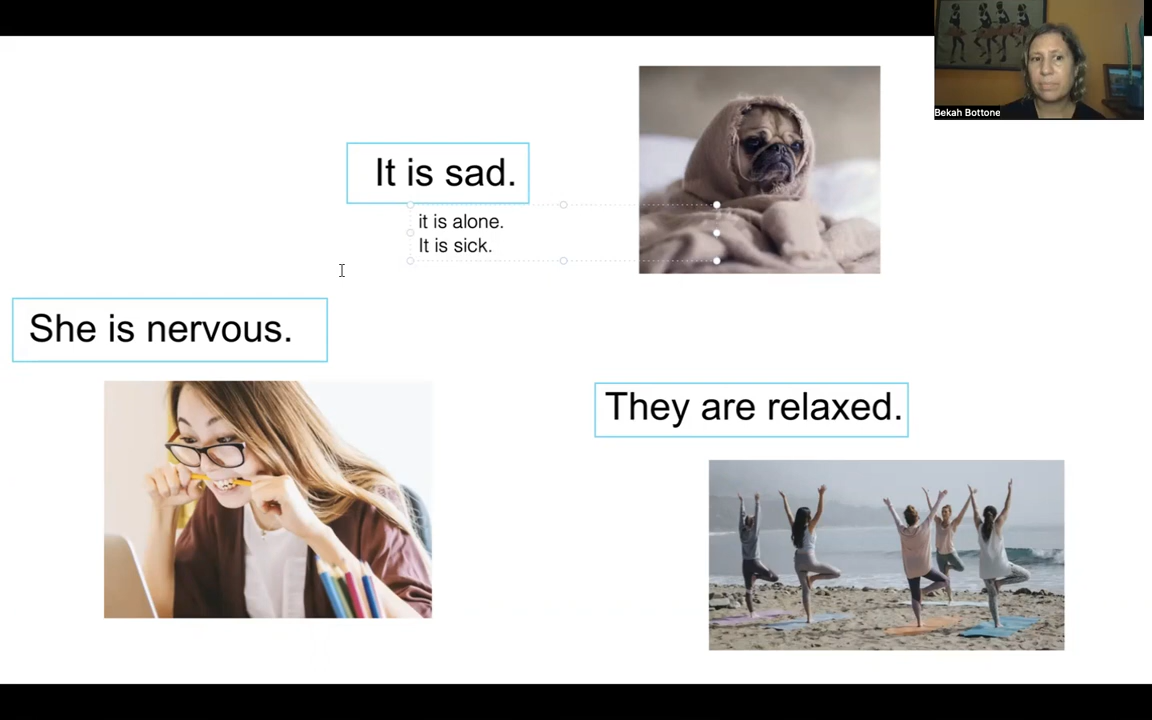 Bekah Bottone
It is sad.
it is alone.
It is sick.
She is nervous.
They are relaxed.